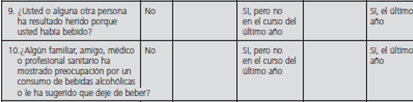 9. ¿Usted o alguna otra persona ha resultado herido porque usted había bebido?
No
Sí, pero no en el curso del último año
Sí, el último año
10.¿Algún familiar, amigo, médico o profesional sanitario ha mostrado preocupación por un consumo de bebidas alcohólicas o le ha sugerido que deje de beber?
No
Sí, pero no en el curso del último año
Sí, el último año